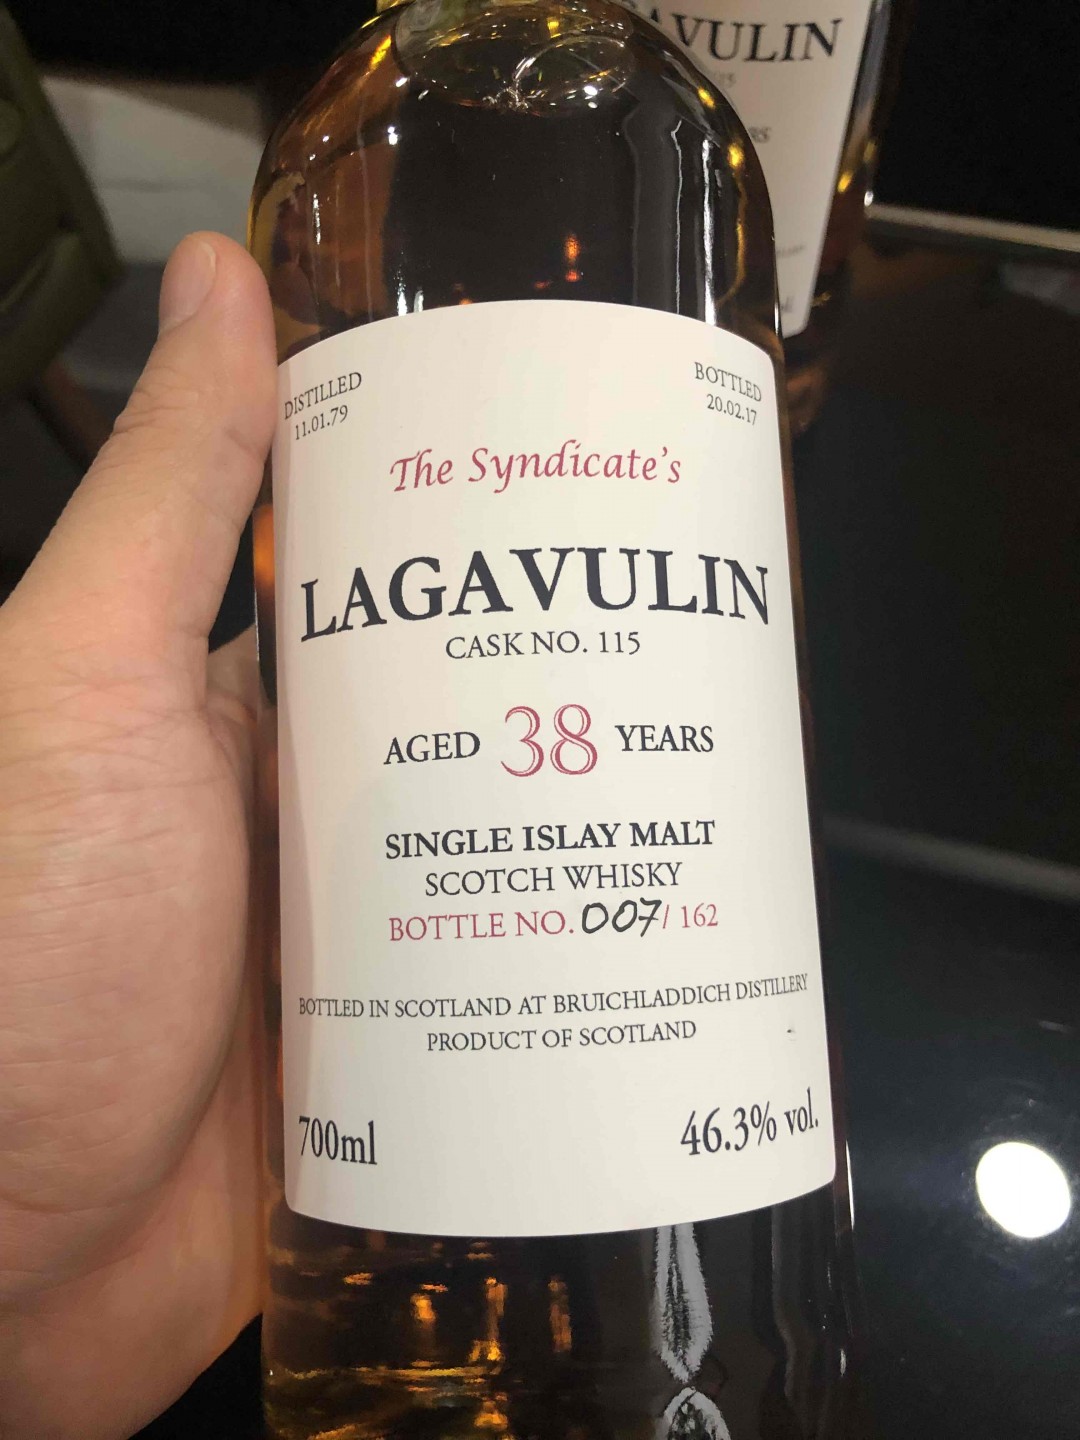 AVULIN
DISTILLED
11.01.79
BOTTLED
20.02.17
The Syndicate's
LAGAVULIN
CASK NO. 115
AGED 38 YEARS
SINGLE ISLAY MALT
SCOTCH WHISKY
BOTTLE NO. 007/ 162
BOTTLED IN SCOTLAND AT BRUICHLADDICH DISTILLERY
PRODUCT OF SCOTLAND
700ml
46.3% vol.